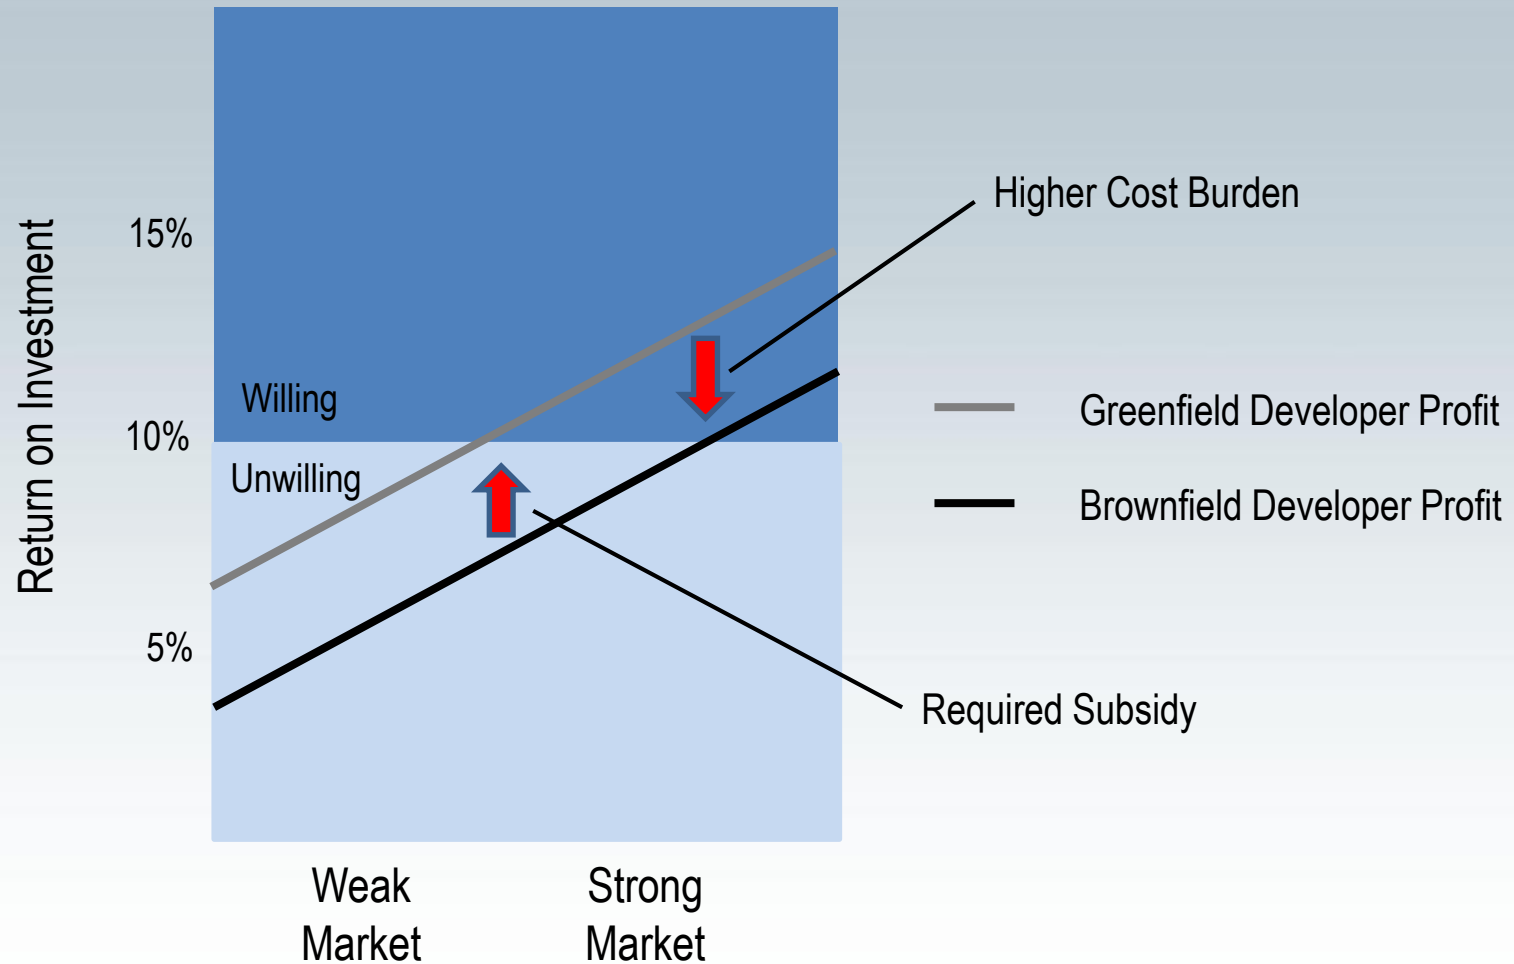 Return on Investment
15%
10%
5%
Willing
Unwilling
Higher Cost Burden
Greenfield Developer Profit
Brownfield Developer Profit
Required Subsidy
Weak
Market
Strong
Market